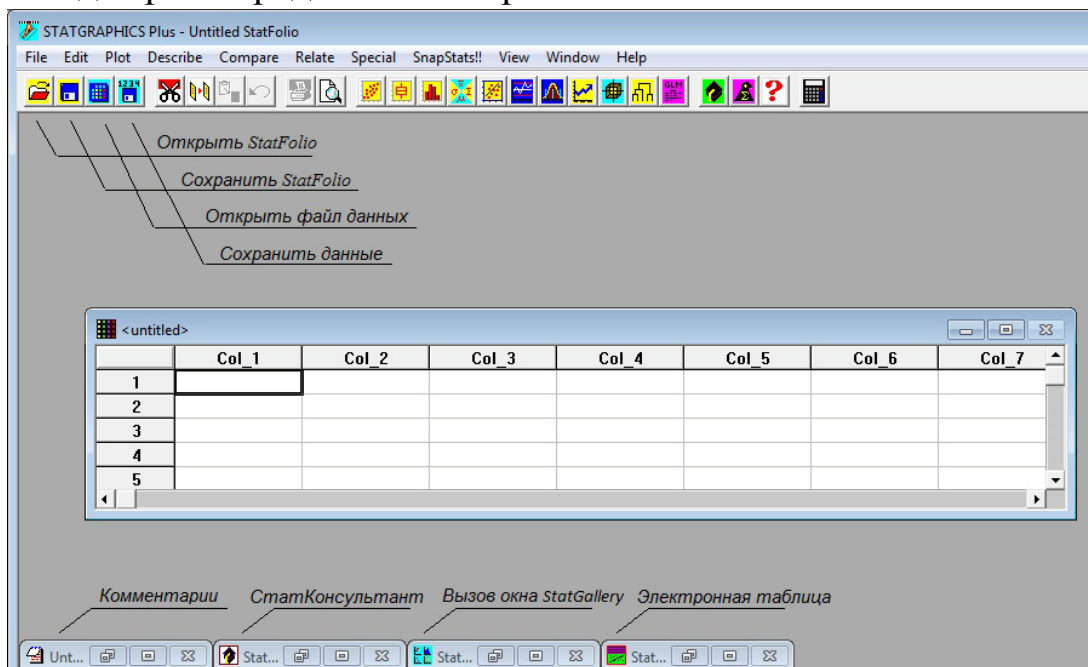 STATGRAPHICS Plus - Untitled StatFolio
File Edit Plot Describe Compare Relate Special SnapStats!! View Window Help
Открыть StatFolio
Сохранить StatFolio
Открыть файл данных
Сохранить данные
<untitled>
Col_1 Col_2 Col_3 Col_4 Col_5 Col_6 Col_7
1
2
3
4
5
Комментарии СтатКонсультант Вызов окна StatGallery Электронная таблица
Unt... Stat... Stat... Stat...